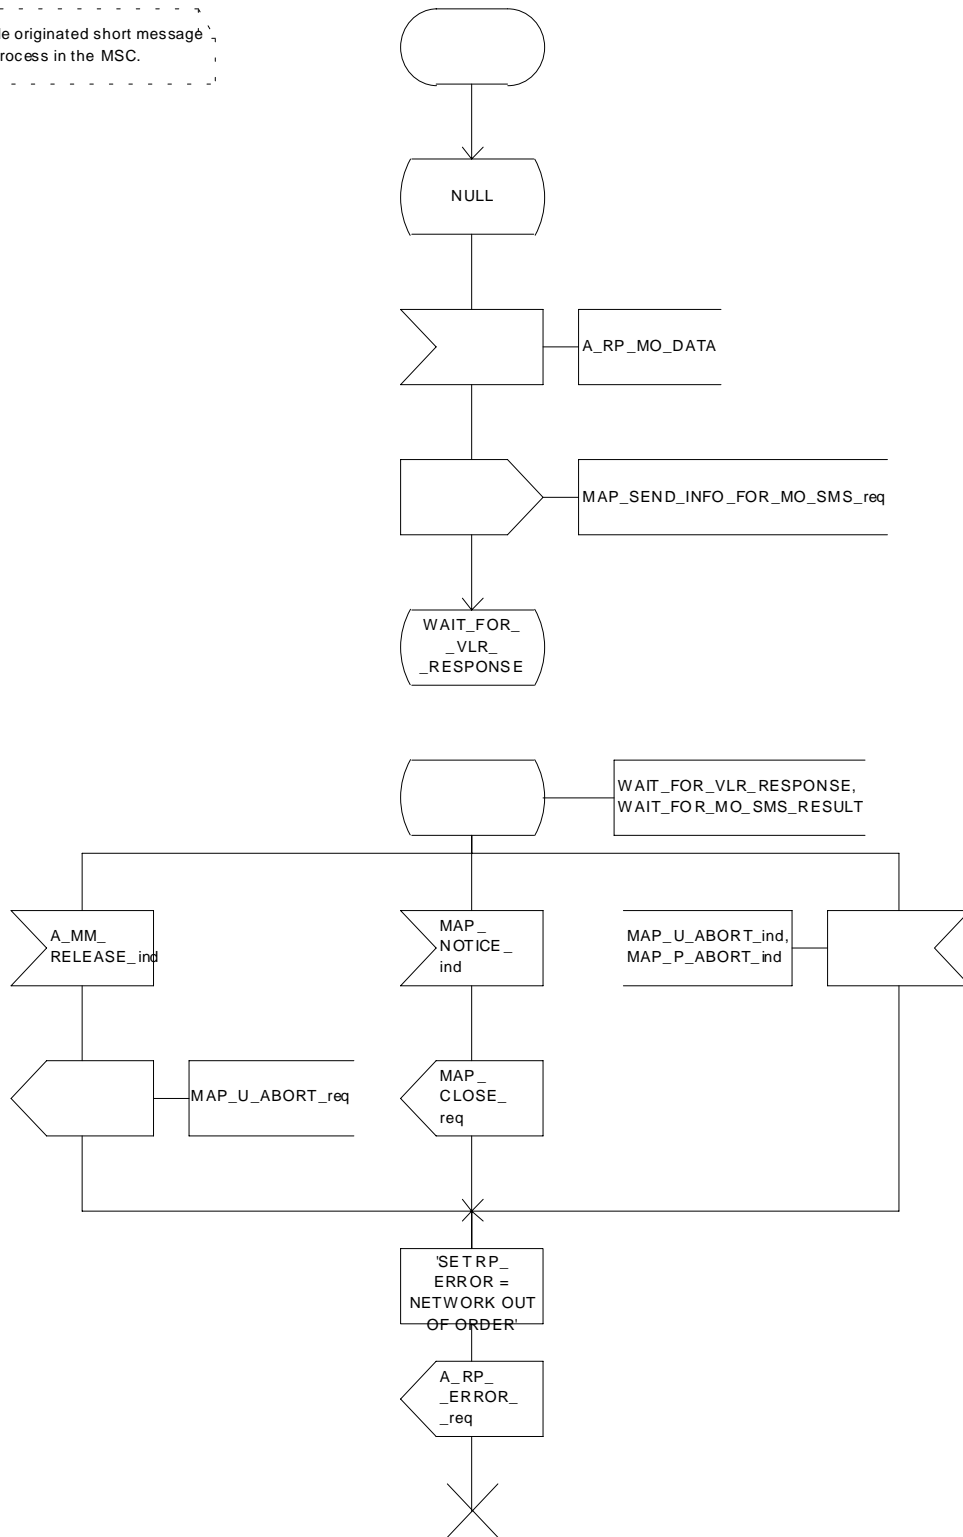 le originated short message
rocess in the MSC.
NULL
A_RP_MO_DATA
MAP_SEND_INFO_FOR_MO_SMS_req
WAIT_FOR_
_VLR_
_RESPONSE
WAIT_FOR_VLR_RESPONSE,
WAIT_FOR_MO_SMS_RESULT
A_MM_
RELEASE_ind
MAP_
NOTICE_
ind
MAP_U_ABORT_ind,
MAP_P_ABORT_ind
MAP_U_ABORT_req
MAP_
CLOSE_
req
'SET RP_
ERROR =
NETWORK OUT
OF ORDER'
A_RP_
_ERROR_
_req